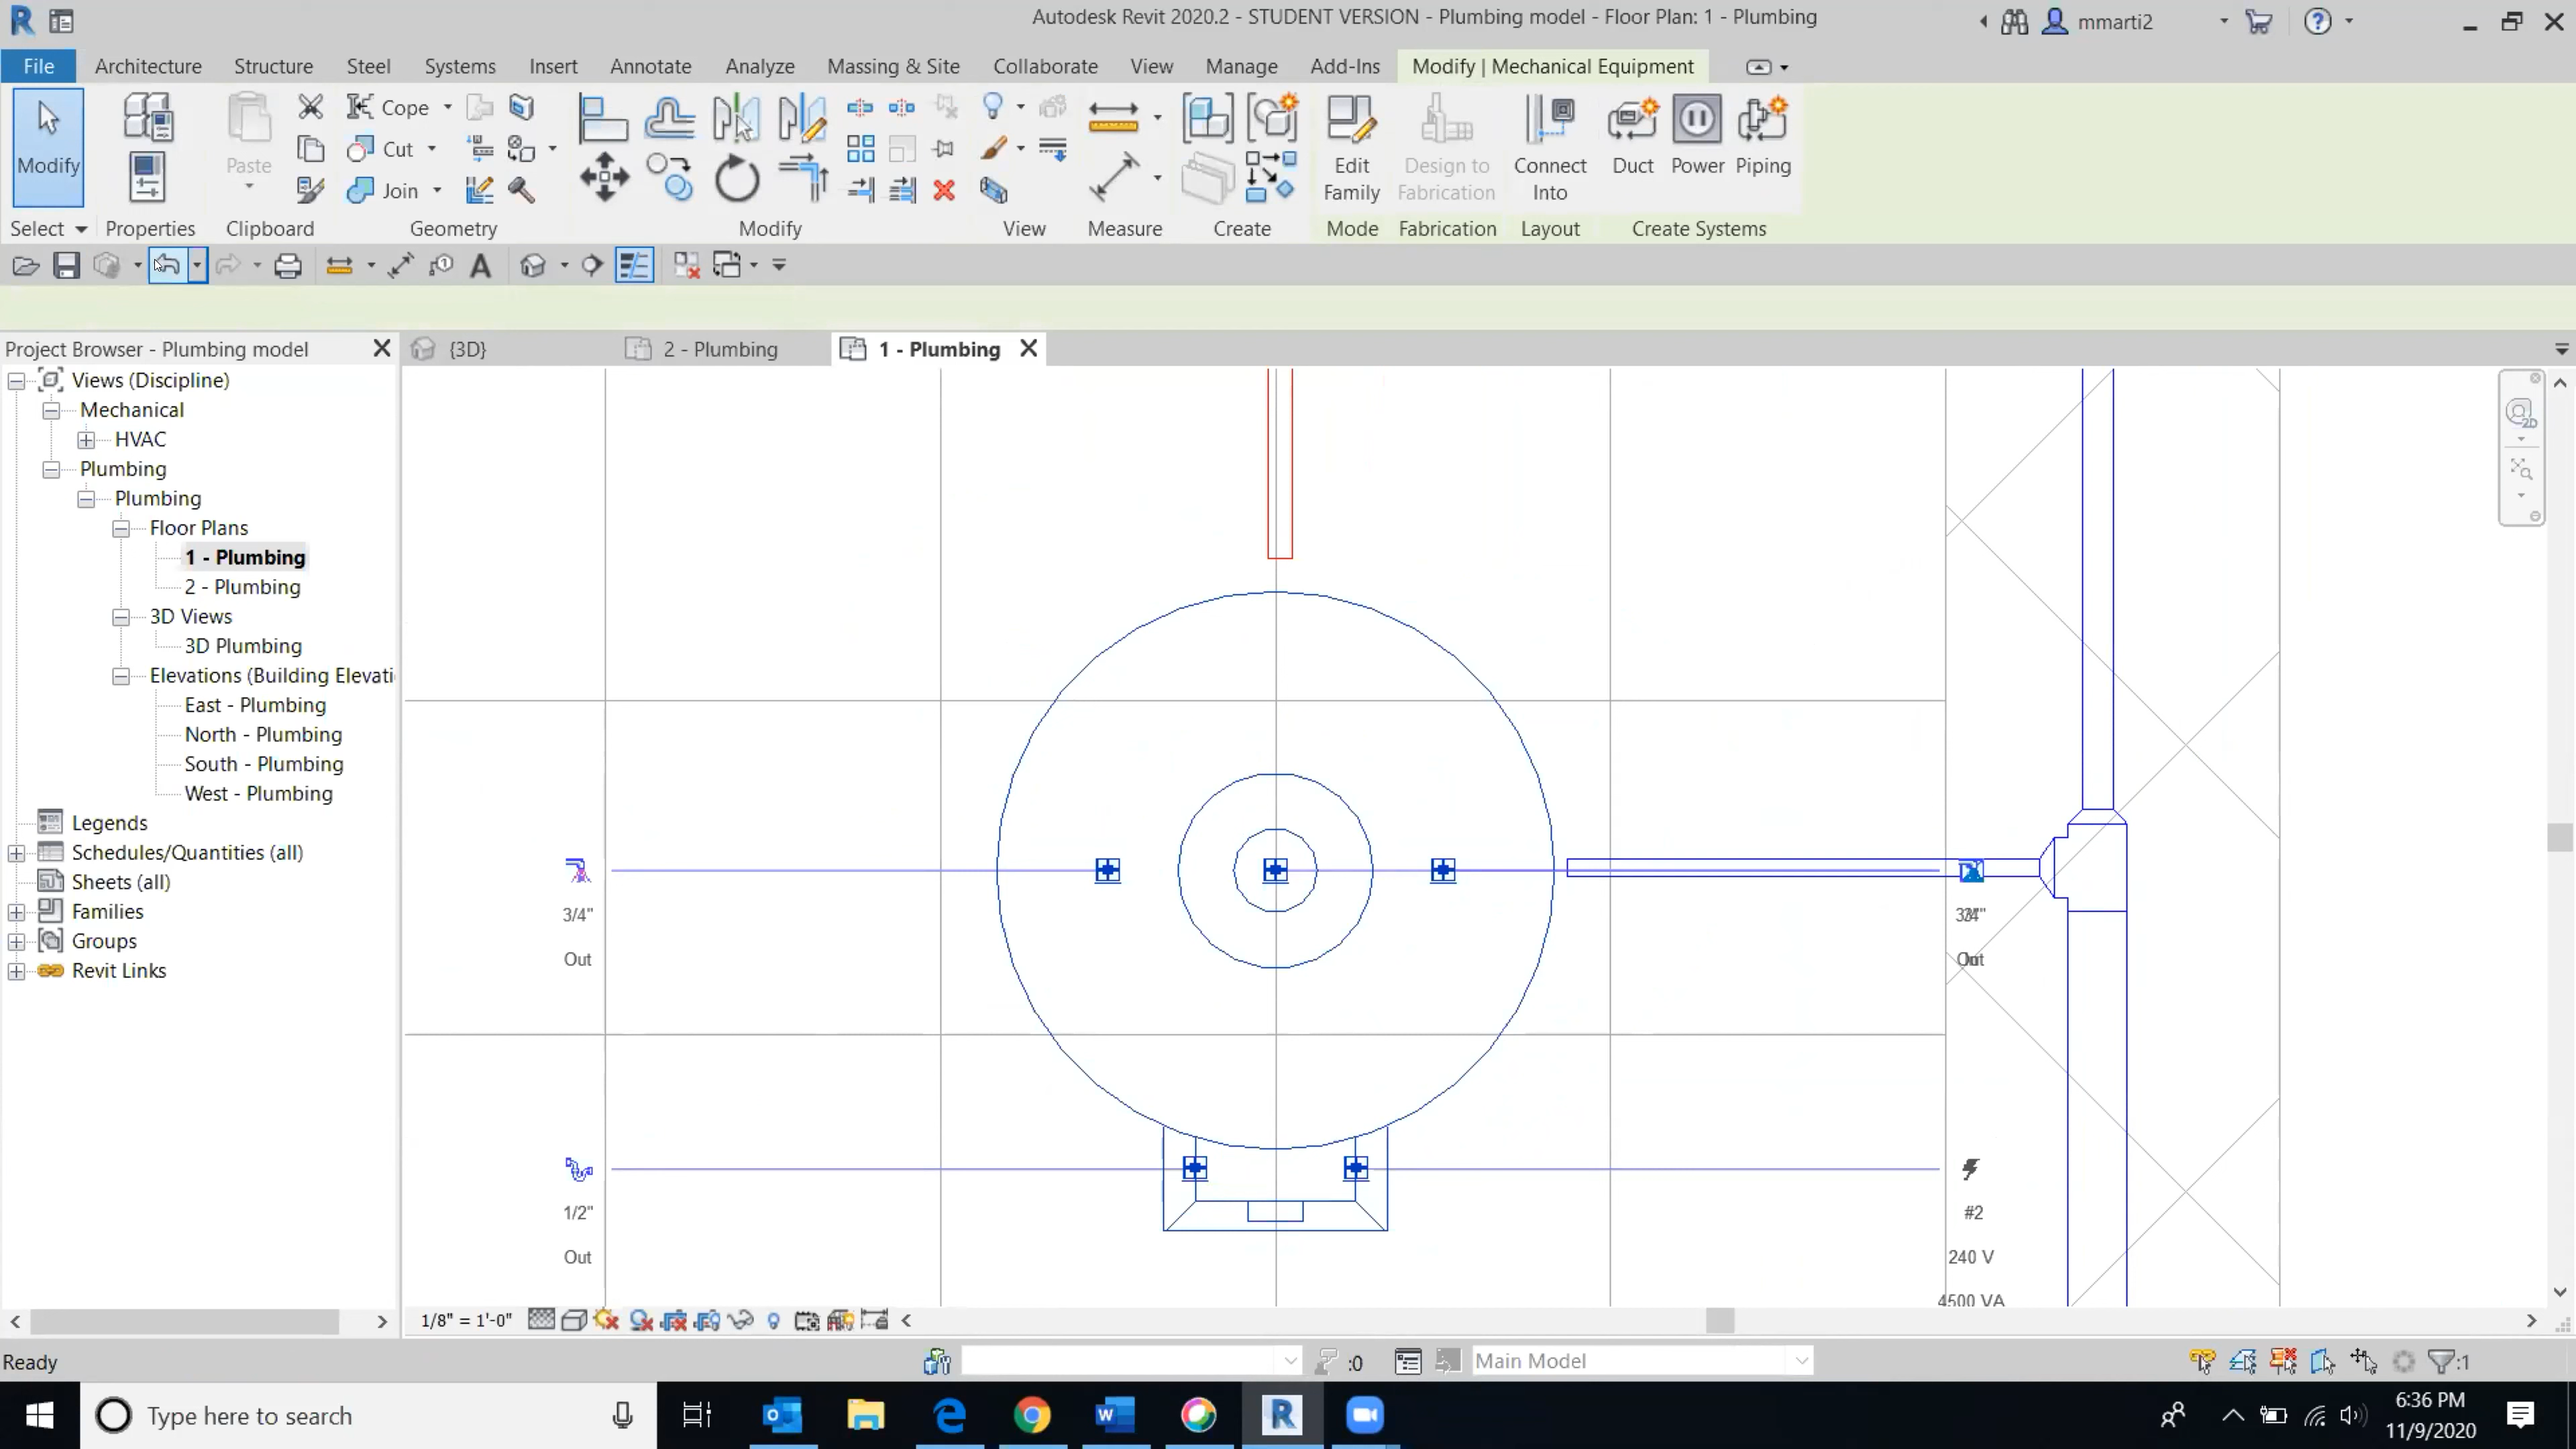 Autodesk Revit 2020.2 - STUDENT VERSION - Plumbing model - Floor Plan: 1 - Plumbing
mmarti2
File Architecture Structure Steel Systems Insert Annotate Analyze Massing & Site Collaborate View Manage Add-Ins Modify | Mechanical Equipment
Modify
Paste
Cope
Cut
Join
Edit Family
Design to Fabrication
Connect Into
Duct
Power
Piping
Select Properties Clipboard Geometry Modify View Measure Create Mode Fabrication Layout Create Systems
Project Browser - Plumbing model
{3D} 2 - Plumbing 1 - Plumbing
Views (Discipline)
Mechanical
HVAC
Plumbing
Plumbing
Floor Plans
1 - Plumbing
2 - Plumbing
3D Views
3D Plumbing
Elevations (Building Elevati
East - Plumbing
North - Plumbing
South - Plumbing
West - Plumbing
Legends
Schedules/Quantities (all)
Sheets (all)
Families
Groups
Revit Links
2D
3/4"
Out
1/2"
Out
#2
240 V
4500 VA
1/8" = 1'-0"
Ready
:0
Main Model
:1
Type here to search
6:36 PM
11/9/2020